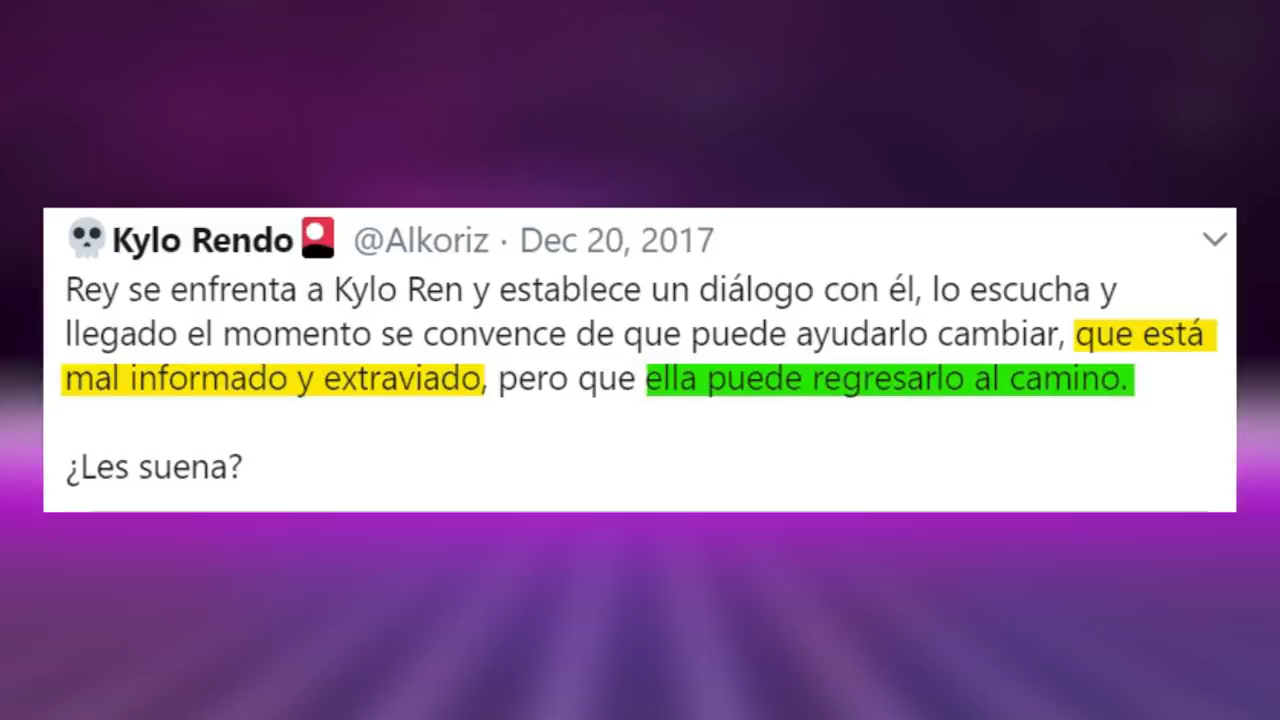 Kylo Rendo @Alkoriz · Dec 20, 2017
Rey se enfrenta a Kylo Ren y establece un diálogo con él, lo escucha y
llegado el momento se convence de que puede ayudarlo cambiar, que está
mal informado y extraviado, pero que ella puede regresarlo al camino.
¿Les suena?